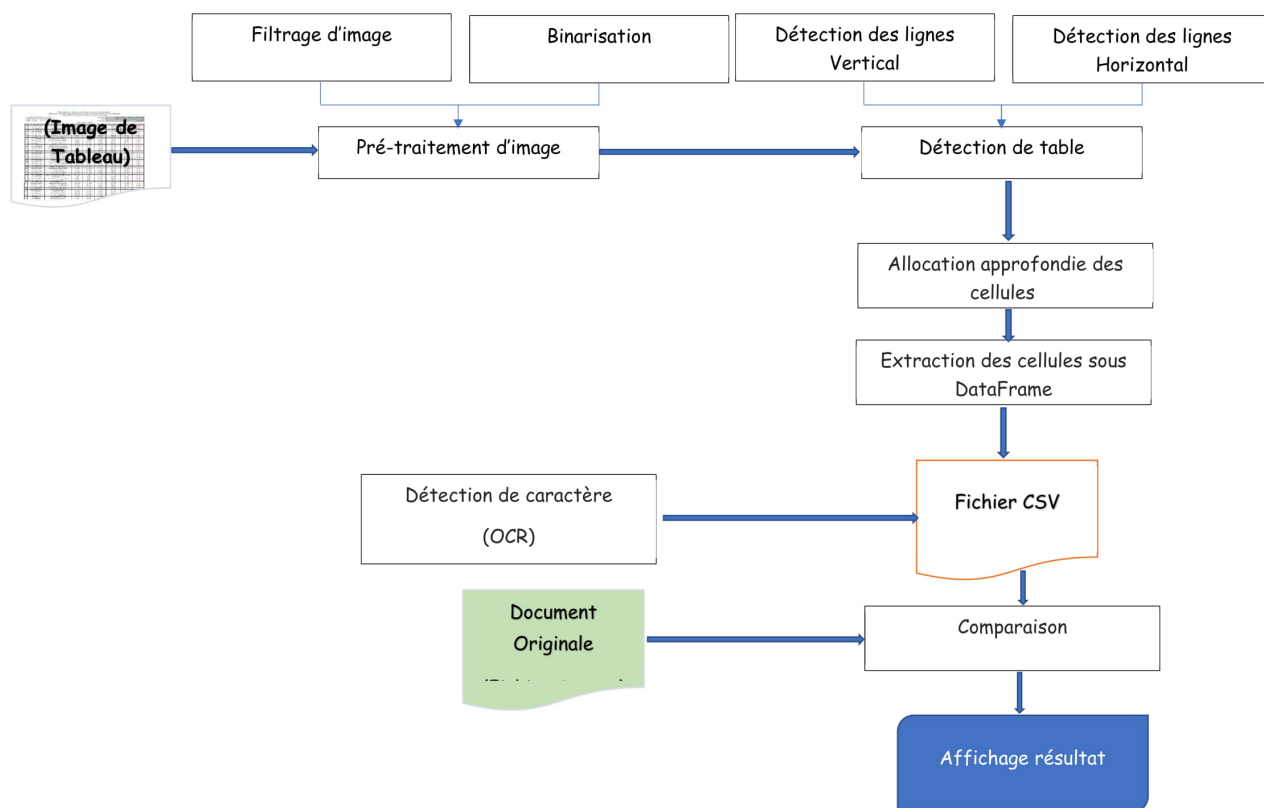 Filtrage d'image
Binarisation
Détection des lignes
Vertical
Détection des lignes
Horizontal
(Image de
Tableau)
Pré-traitement d'image
Détection de table
Allocation approfondie des
cellules
Extraction des cellules sous
DataFrame
Détection de caractère
(OCR)
Fichier CSV
Document
Originale
Comparaison
Affichage résultat